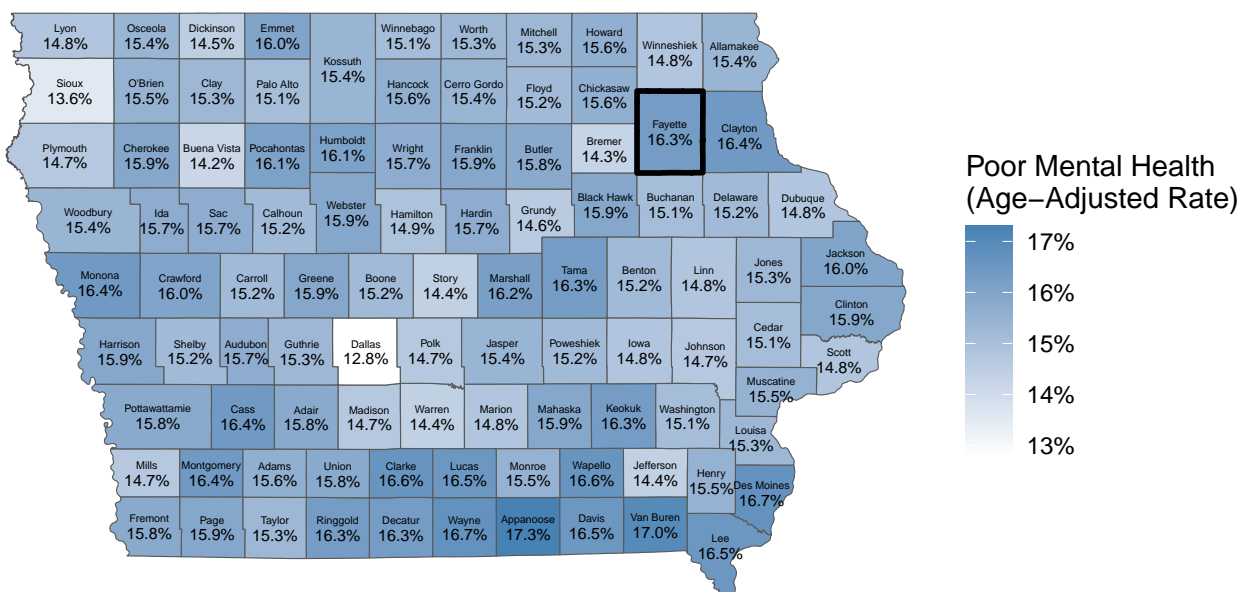 Lyon
14.8%
Osceola
15.4%
Dickinson
14.5%
Emmet
16.0%
Kossuth
15.4%
Winnebago
15.1%
Worth
15.3%
Mitchell
15.3%
Howard
15.6%
Winneshiek
14.8%
Allamakee
15.4%
Sioux
13.6%
O'Brien
15.5%
Clay
15.3%
Palo Alto
15.1%
Hancock
15.6%
Cerro Gordo
15.4%
Floyd
15.2%
Chickasaw
15.6%
Fayette
16.3%
Clayton
16.4%
Plymouth
14.7%
Cherokee
15.9%
Buena Vista
14.2%
Pocahontas
16.1%
Humboldt
16.1%
Wright
15.7%
Franklin
15.9%
Butler
15.8%
Bremer
14.3%
Woodbury
15.4%
Ida
15.7%
Sac
15.7%
Calhoun
15.2%
Webster
15.9%
Hamilton
14.9%
Hardin
15.7%
Grundy
14.6%
Black Hawk
15.9%
Buchanan
15.1%
Delaware
15.2%
Dubuque
14.8%
Monona
16.4%
Crawford
16.0%
Carroll
15.2%
Greene
15.9%
Boone
15.2%
Story
14.4%
Marshall
16.2%
Tama
16.3%
Benton
15.2%
Linn
14.8%
Jones
15.3%
Jackson
16.0%
Clinton
15.9%
Harrison
15.9%
Shelby
15.2%
Audubon
15.7%
Guthrie
15.3%
Dallas
12.8%
Polk
14.7%
Jasper
15.4%
Poweshiek
15.2%
Iowa
14.8%
Johnson
14.7%
Cedar
15.1%
Scott
14.8%
Muscatine
15.5%
Pottawattamie
15.8%
Cass
16.4%
Adair
15.8%
Madison
14.7%
Warren
14.4%
Marion
14.8%
Mahaska
15.9%
Keokuk
16.3%
Washington
15.1%
Louisa
15.3%
Mills
14.7%
Montgomery
16.4%
Adams
15.6%
Union
15.8%
Clarke
16.6%
Lucas
16.5%
Monroe
15.5%
Wapello
16.6%
Jefferson
14.4%
Henry
15.5%
Des Moines
16.7%
Fremont
15.8%
Page
15.9%
Taylor
15.3%
Ringgold
16.3%
Decatur
16.3%
Wayne
16.7%
Appanoose
17.3%
Davis
16.5%
Van Buren
17.0%
Lee
16.5%
Poor Mental Health
(Age−Adjusted Rate)
17%
16%
15%
14%
13%